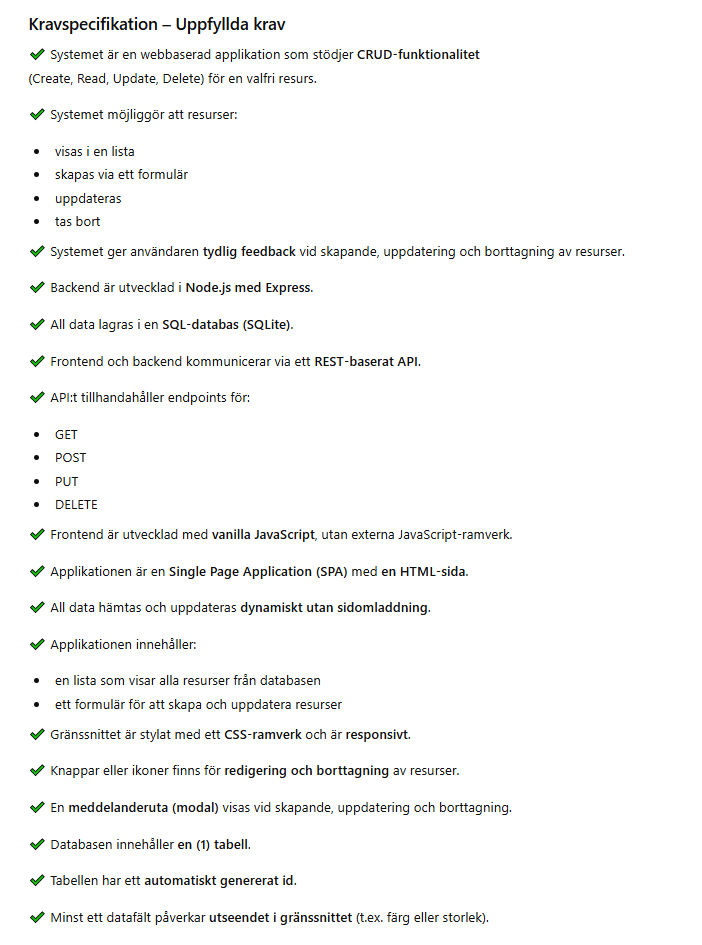 Kravspecifikation – Uppfyllda krav
✔ Systemet är en webbaserad applikation som stödjer CRUD-funktionalitet
(Create, Read, Update, Delete) för en valfri resurs.
✔ Systemet möjliggör att resurser:
• visas i en lista
• skapas via ett formulär
• uppdateras
• tas bort
✔ Systemet ger användaren tydlig feedback vid skapande, uppdatering och borttagning av resurser.
✔ Backend är utvecklad i Node.js med Express.
✔ All data lagras i en SQL-databas (SQLite).
✔ Frontend och backend kommunicerar via ett REST-baserat API.
✔ API:t tillhandahåller endpoints för:
• GET
• POST
• PUT
• DELETE
✔ Frontend är utvecklad med vanilla JavaScript, utan externa JavaScript-ramverk.
✔ Applikationen är en Single Page Application (SPA) med en HTML-sida.
✔ All data hämtas och uppdateras dynamiskt utan sidomladdning.
✔ Applikationen innehåller:
• en lista som visar alla resurser från databasen
• ett formulär för att skapa och uppdatera resurser
✔ Gränssnittet är stylat med ett CSS-ramverk och är responsivt.
✔ Knappar eller ikoner finns för redigering och borttagning av resurser.
✔ En meddelanderuta (modal) visas vid skapande, uppdatering och borttagning.
✔ Databasen innehåller en (1) tabell.
✔ Tabellen har ett automatiskt genererat id.
✔ Minst ett datafält påverkar utseendet i gränssnittet (t.ex. färg eller storlek).